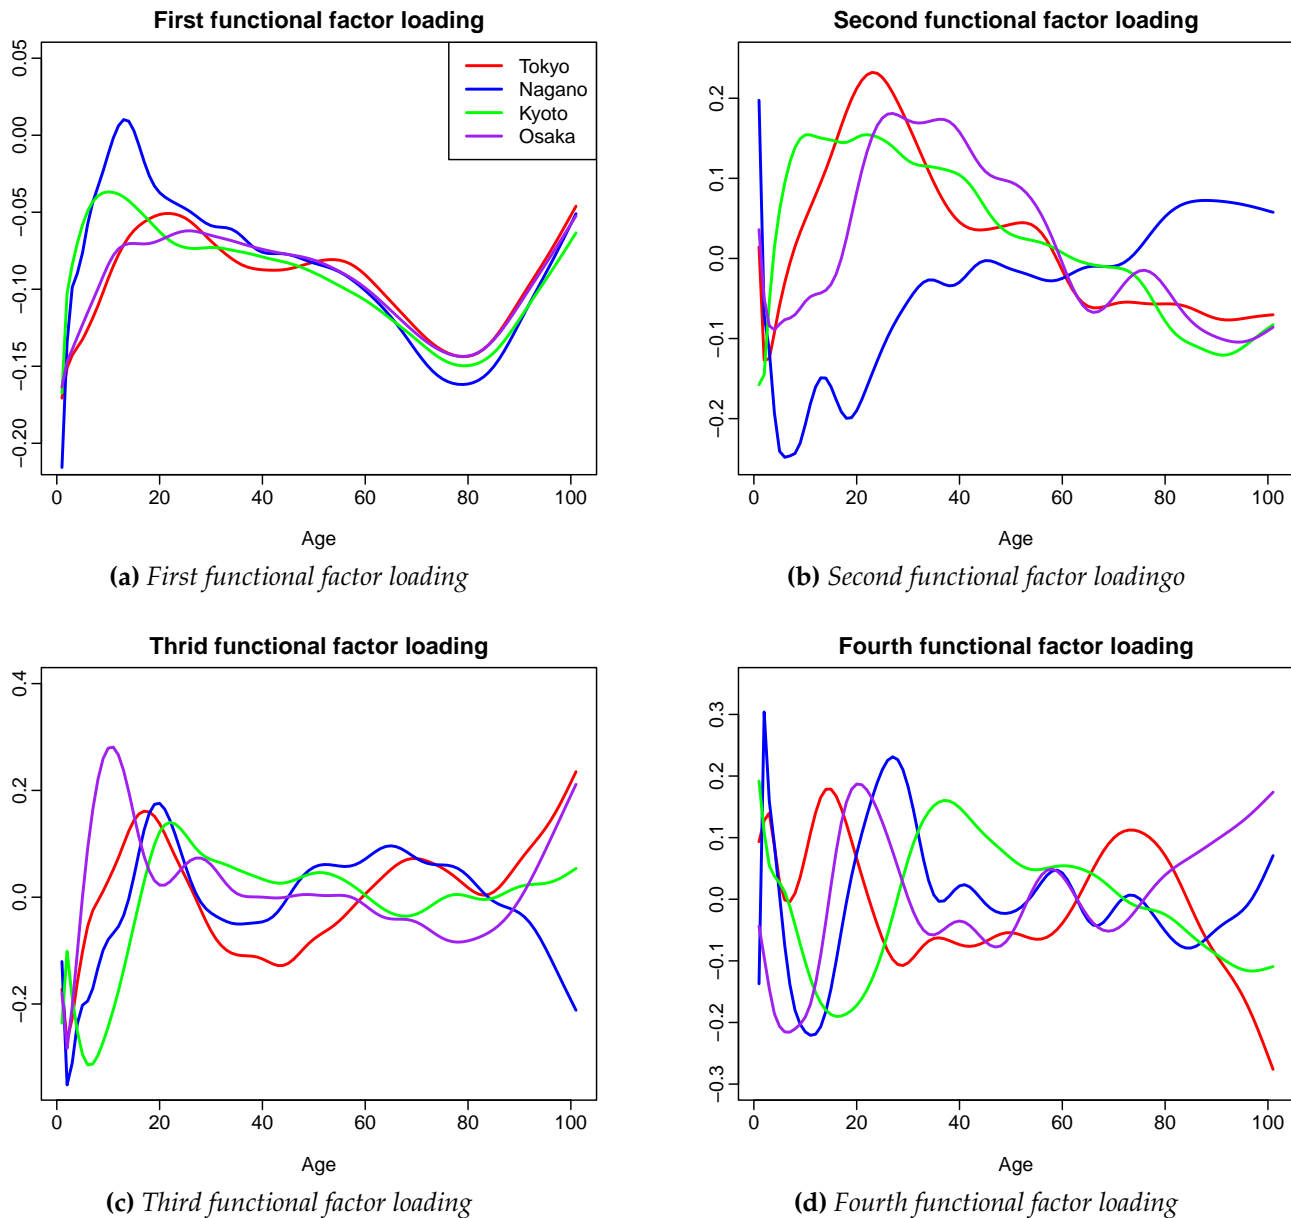 First functional factor loading
0.05
0.00
−0.05
−0.10
−0.15
−0.20
Tokyo
Nagano
Kyoto
Osaka
0 20 40 60 80 100
Age
(a) First functional factor loading
Second functional factor loading
0.2
0.1
0.0
−0.1
−0.2
0 20 40 60 80 100
Age
(b) Second functional factor loadingo
Thrid functional factor loading
0.4
0.2
0.0
−0.2
0 20 40 60 80 100
Age
(c) Third functional factor loading
Fourth functional factor loading
0.3
0.2
0.1
0.0
−0.1
−0.2
−0.3
0 20 40 60 80 100
Age
(d) Fourth functional factor loading